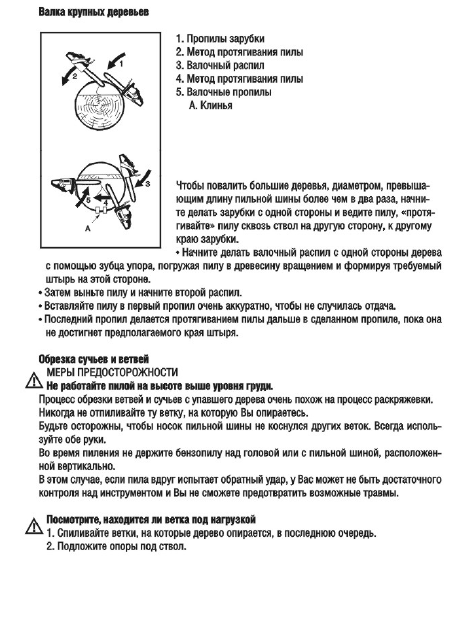 Валка крупных деревьев
1. Пропилы зарубки
2. Метод протягивания пилы
3. Валочный распил
4. Метод протягивания пилы
5. Валочные пропилы
А. Клинья
1
2
3
4
5
A
Чтобы повалить большие деревья, диаметром, превыша-
ющим длину пильной шины более чем в два раза, начни-
те делать зарубки с одной стороны и ведите пилу, «протя-
гивайте» пилу сквозь ствол на другую сторону, к другому
краю зарубки.
• Начните делать валочный распил с одной стороны дерева
с помощью зубца упора, погружая пилу в древесину вращением и формируя требуемый
штырь на этой стороне.
• Затем выньте пилу и начните второй распил.
• Вставляйте пилу в первый пропил очень аккуратно, чтобы не случилась отдача.
• Последний пропил делается протягиванием пилы дальше в сделанном пропиле, пока она
не достигнет предполагаемого края штыря.
Обрезка сучьев и ветвей
МЕРЫ ПРЕДОСТОРОЖНОСТИ
Не работайте пилой на высоте выше уровня груди.
Процесс обрезки ветвей и сучьев с упавшего дерева очень похож на процесс раскряжевки.
Никогда не отпиливайте ту ветку, на которую Вы опираетесь.
Будьте осторожны, чтобы носок пильной шины не коснулся других веток. Всегда исполь-
зуйте обе руки.
Во время пиления не держите бензопилу над головой или с пильной шиной, расположен-
ной вертикально.
В этом случае, если пила вдруг испытает обратный удар, у Вас может не быть достаточного
контроля над инструментом и Вы не сможете предотвратить возможные травмы.
Посмотрите, находится ли ветка под нагрузкой
1. Спиливайте ветки, на которые дерево опирается, в последнюю очередь.
2. Подложите опоры под ствол.